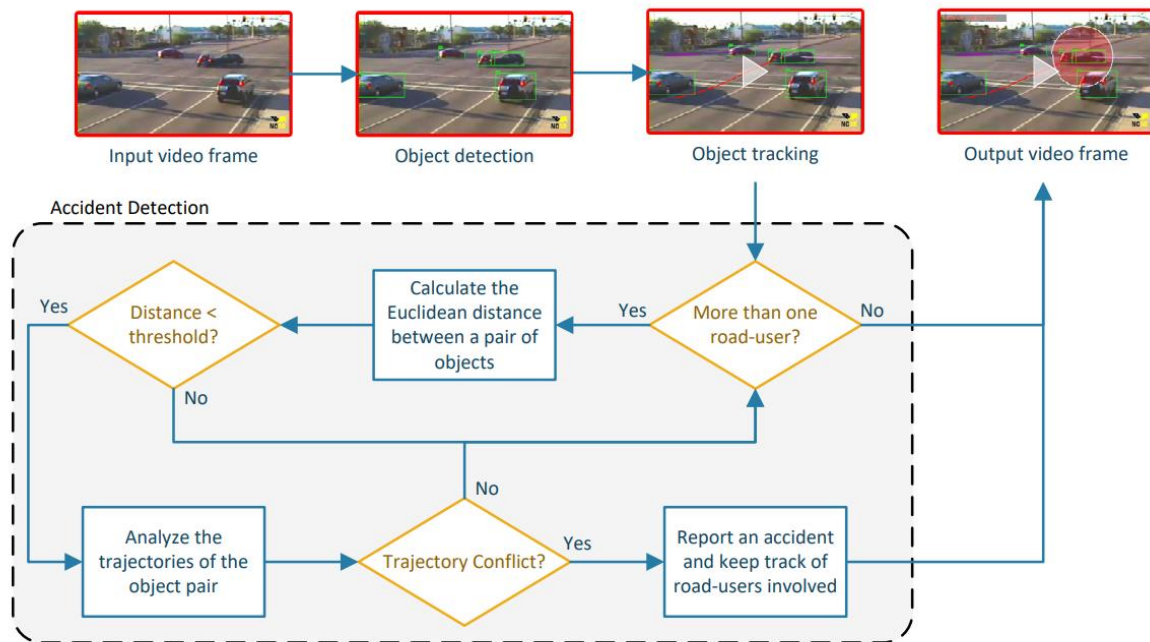 Input video frame
Object detection
Object tracking
Output video frame
Accident Detection
Yes
Distance <
threshold?
Calculate the
Euclidean distance
between a pair of
objects
Yes
More than one
road-user?
No
No
No
Analyze the
trajectories of the
object pair
Trajectory Conflict?
Yes
Report an accident
and keep track of
road-users involved